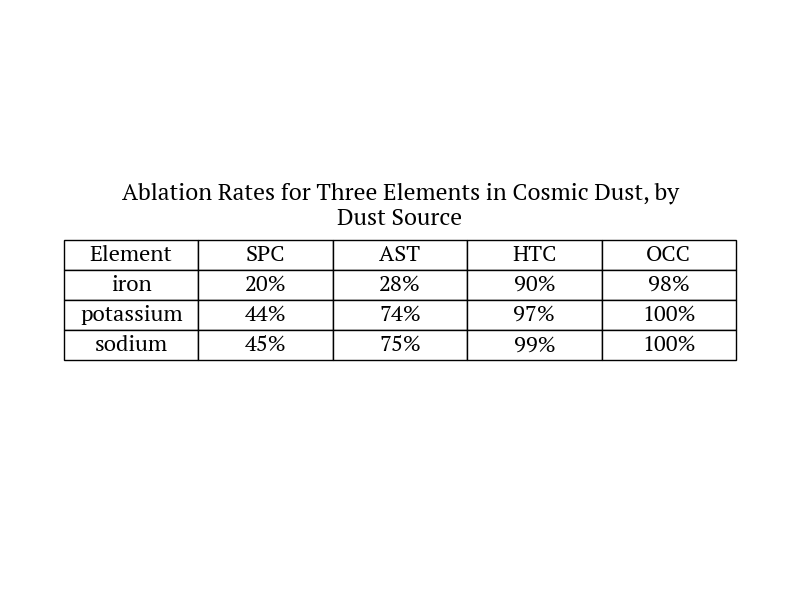 Ablation Rates for Three Elements in Cosmic Dust, by
Dust Source
Element SPC AST HTC OCC
iron 20% 28% 90% 98%
potassium 44% 74% 97% 100%
sodium 45% 75% 99% 100%